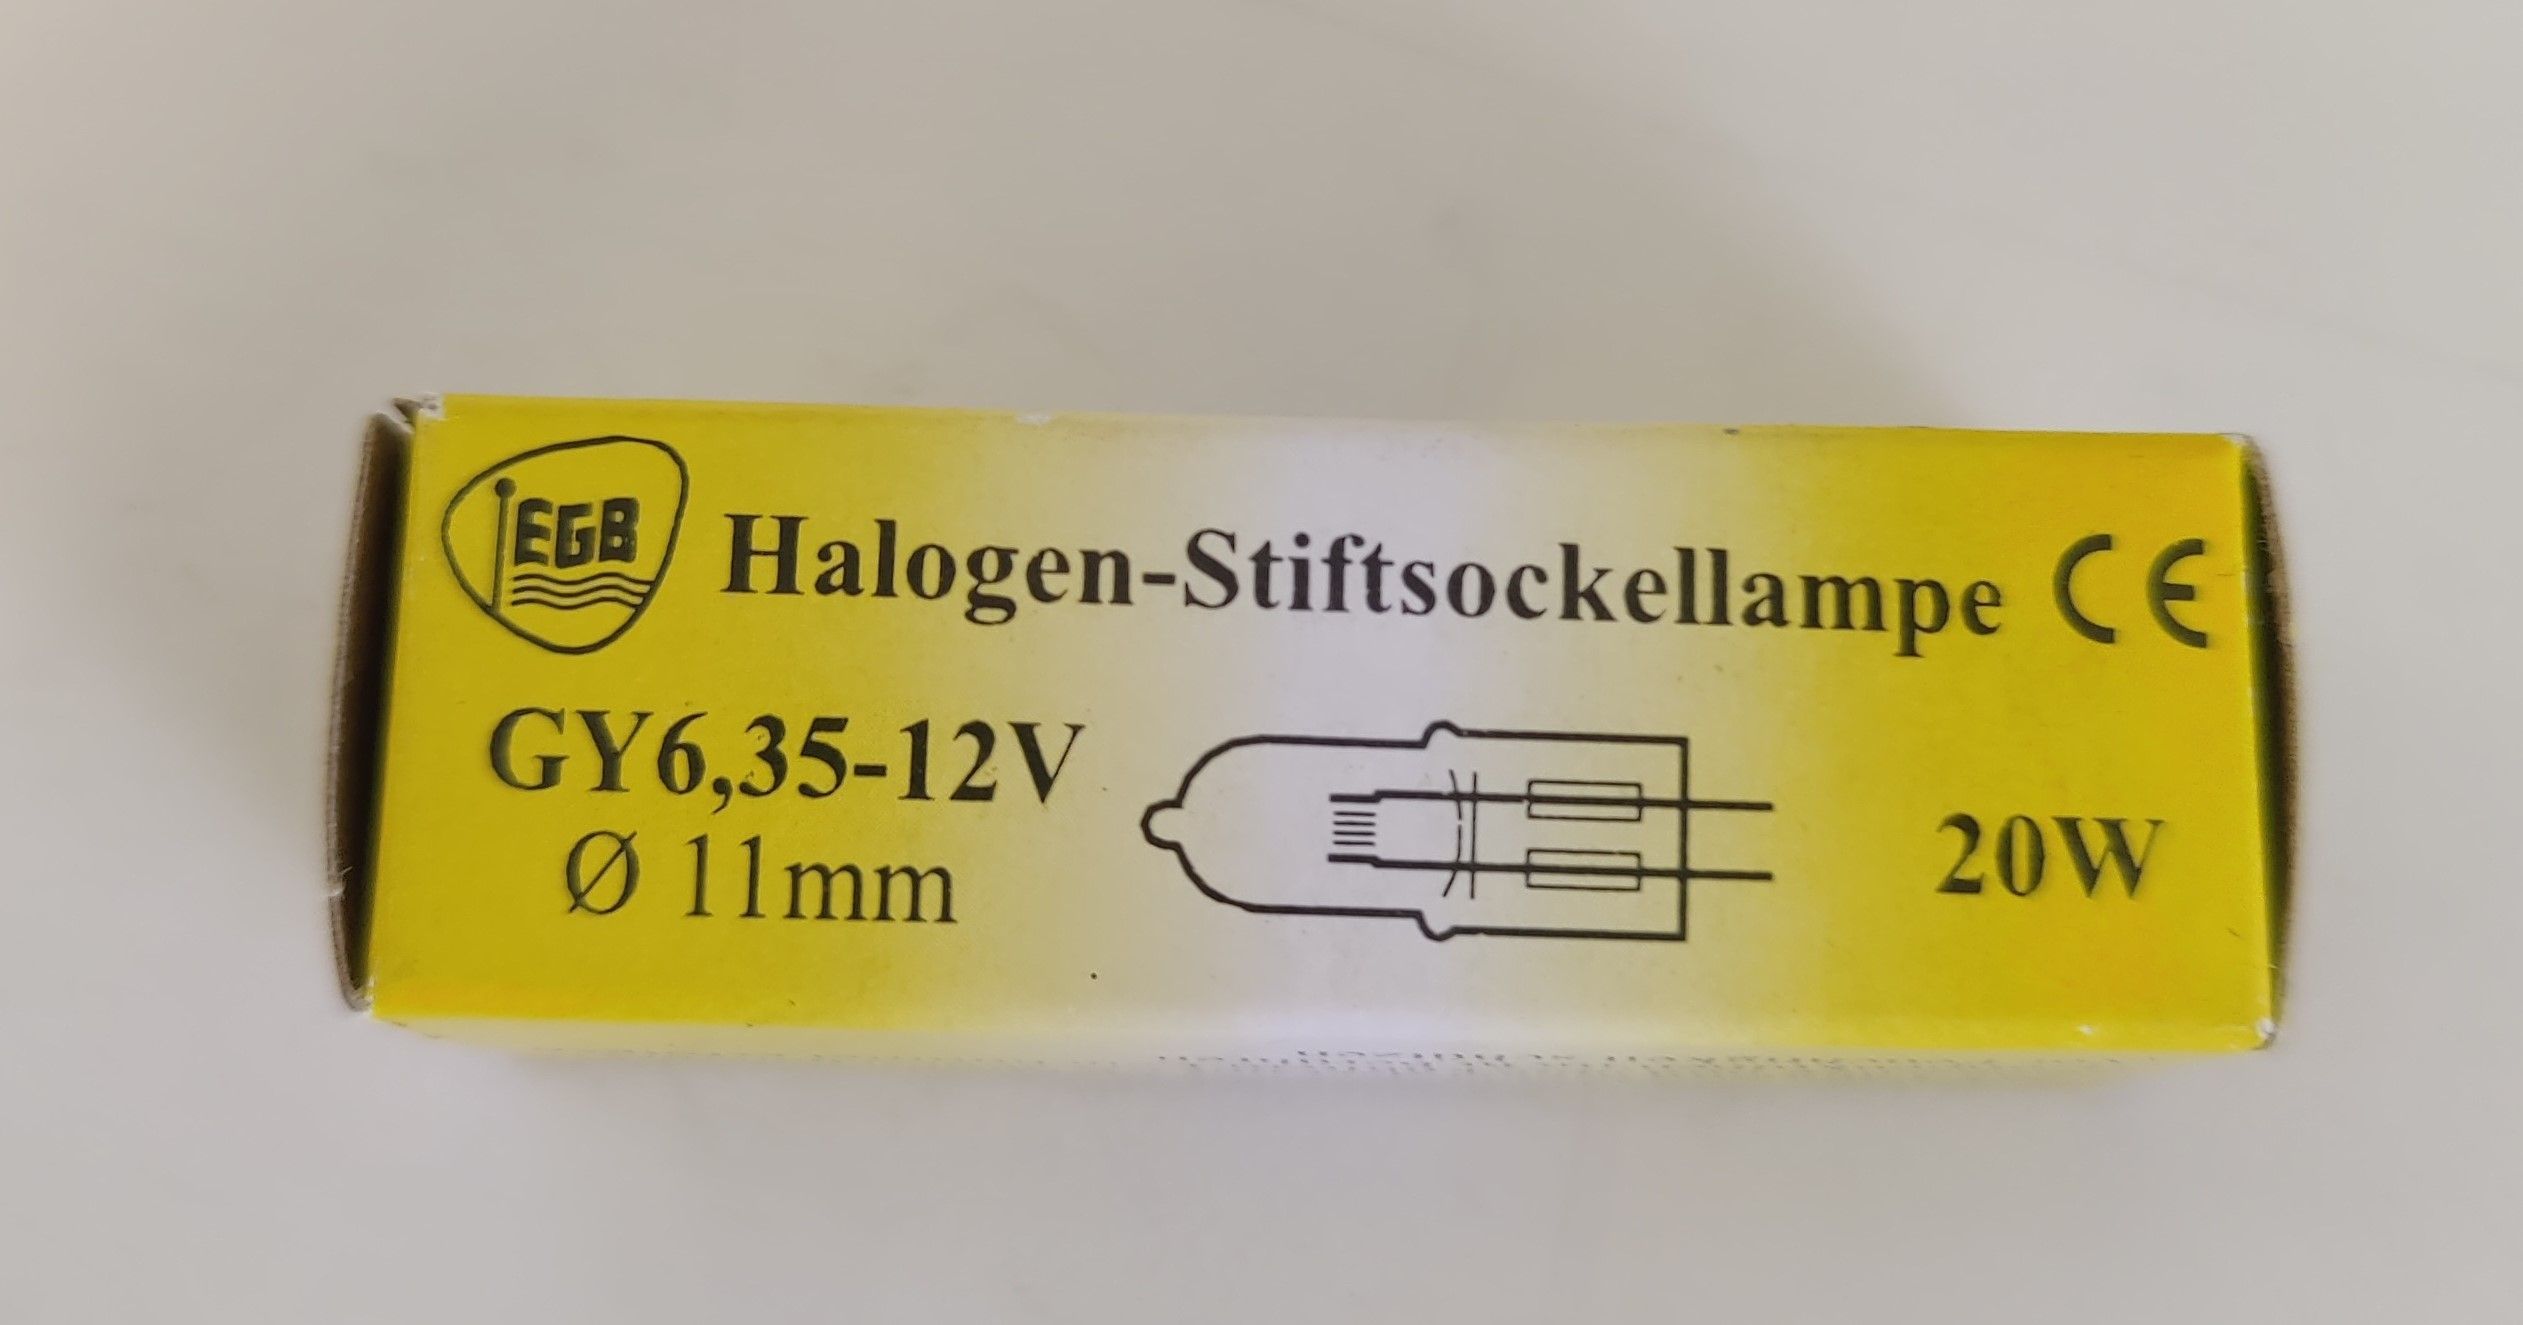 EGB
Halogen-Stiftsockellampe CE
GY6,35-12V
Ø 11mm
20W